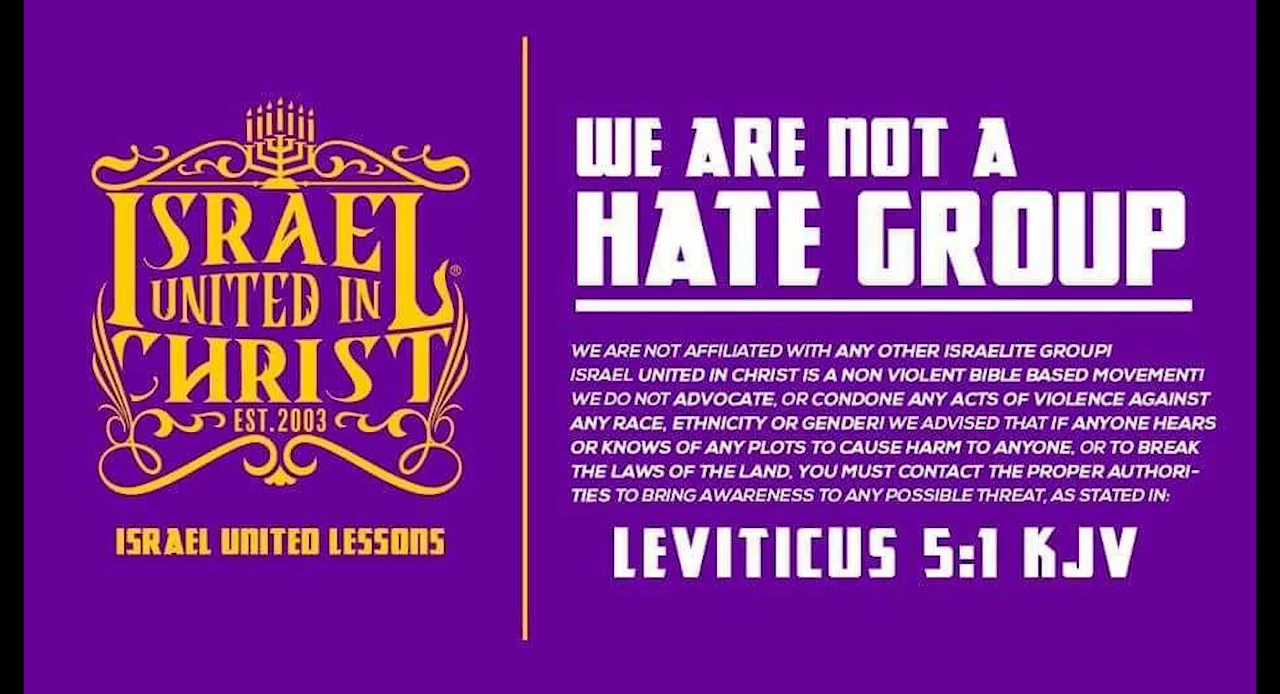 ISRAEL
UNITED IN
CHRIST
®
EST. 2003
ISRAEL UNITED LESSONS
WE ARE NOT A
HATE GROUP
WE ARE NOT AFFILIATED WITH ANY OTHER ISRAELITE GROUP!
ISRAEL UNITED IN CHRIST IS A NON VIOLENT BIBLE BASED MOVEMENT!
WE DO NOT ADVOCATE, OR CONDONE ANY ACTS OF VIOLENCE AGAINST
ANY RACE, ETHNICITY OR GENDER! WE ADVISED THAT IF ANYONE HEARS
OR KNOWS OF ANY PLOTS TO CAUSE HARM TO ANYONE, OR TO BREAK
THE LAWS OF THE LAND, YOU MUST CONTACT THE PROPER AUTHORI-
TIES TO BRING AWARENESS TO ANY POSSIBLE THREAT, AS STATED IN:
LEVITICUS 5:1 KJV